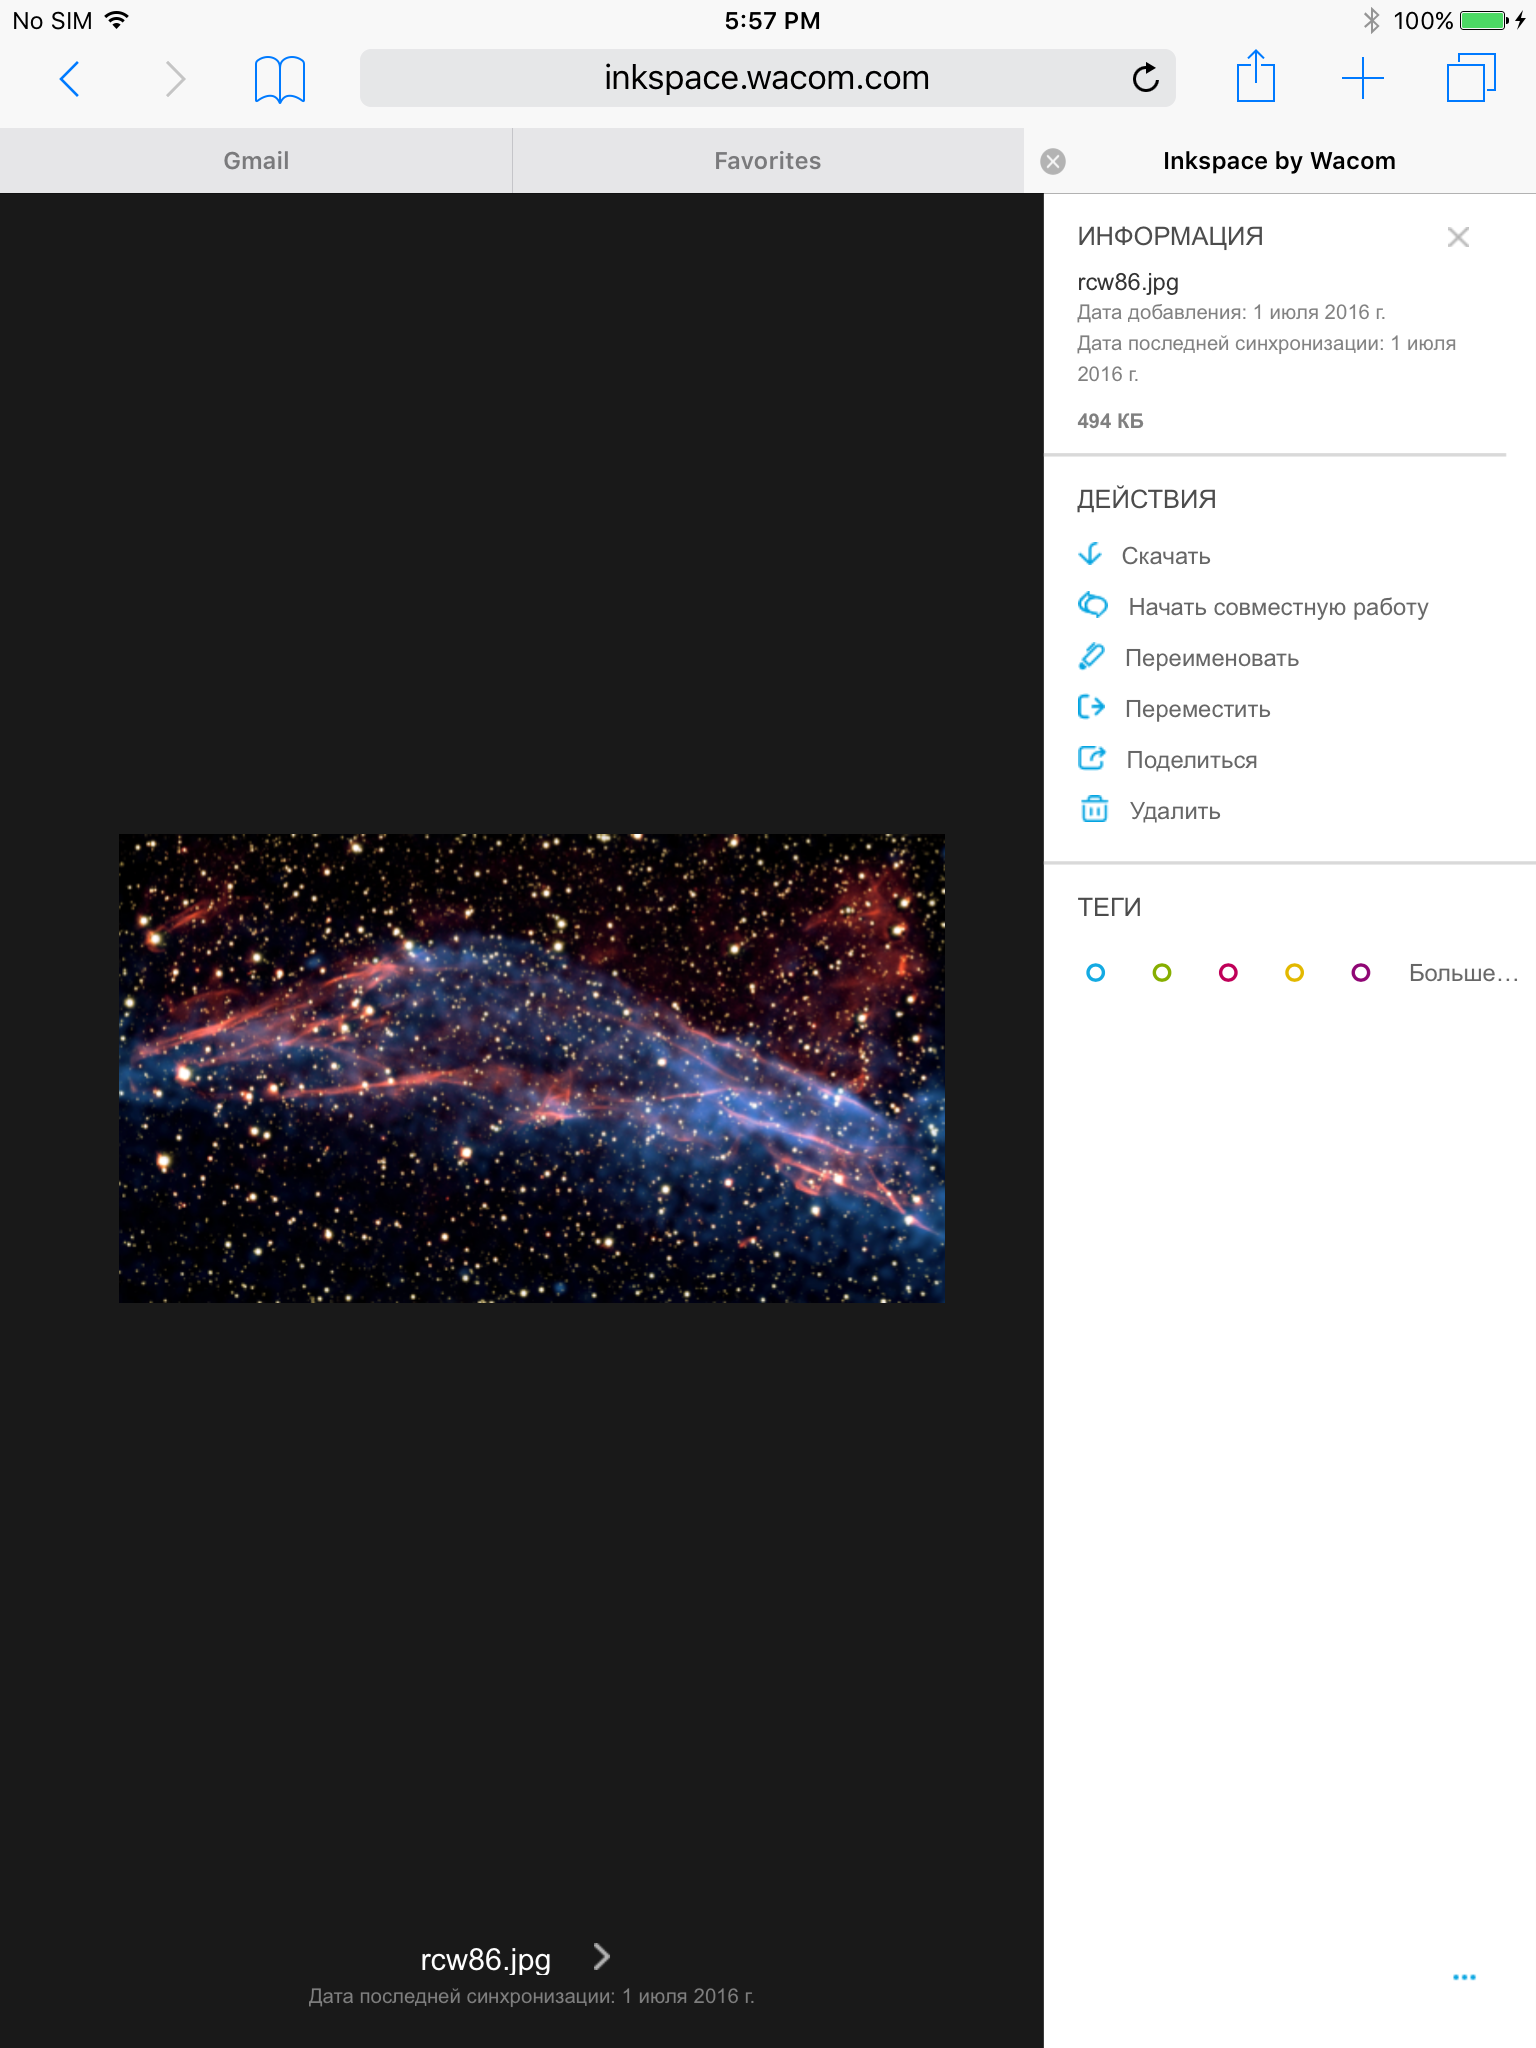 No SIM 5:57 PM 100%
inkspace.wacom.com
Gmail Favorites Inkspace by Wacom
ИНФОРМАЦИЯ
rcw86.jpg
Дата добавления: 1 июля 2016 г.
Дата последней синхронизации: 1 июля
2016 г.
494 КБ
ДЕЙСТВИЯ
Скачать
Начать совместную работу
Переименовать
Переместить
Поделиться
Удалить
ТЕГИ
Больше...
rcw86.jpg
Дата последней синхронизации: 1 июля 2016 г.